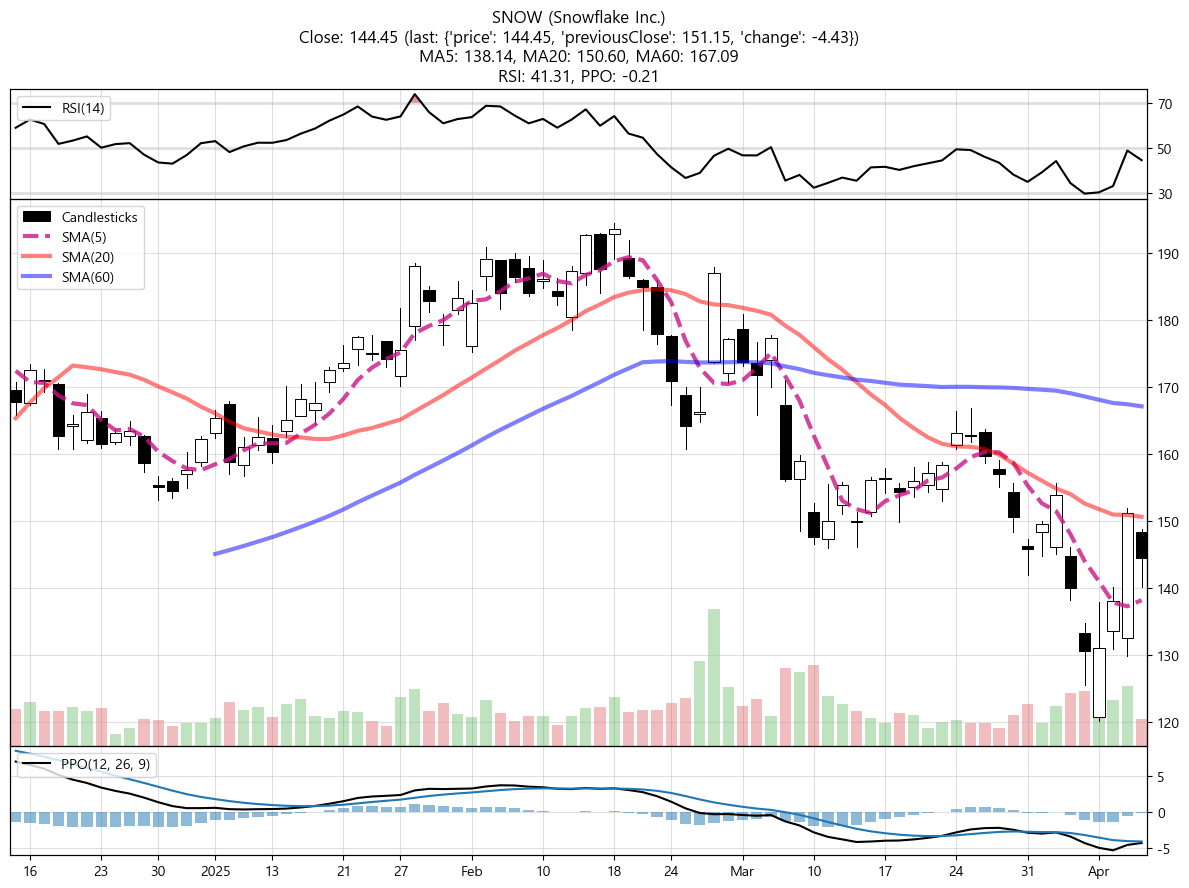 SNOW (Snowflake Inc.)
Close: 144.45 (last: {'price': 144.45, 'previousClose': 151.15, 'change': -4.43})
MA5: 138.14, MA20: 150.60, MA60: 167.09
RSI: 41.31, PPO: -0.21
RSI(14)
70
50
30
Candlesticks
SMA(5)
SMA(20)
SMA(60)
190
180
170
160
150
140
130
120
PPO(12, 26, 9)
5
0
-5
16 23 30 2025 13 21 27 Feb 10 18 24 Mar 10 17 24 31 Apr